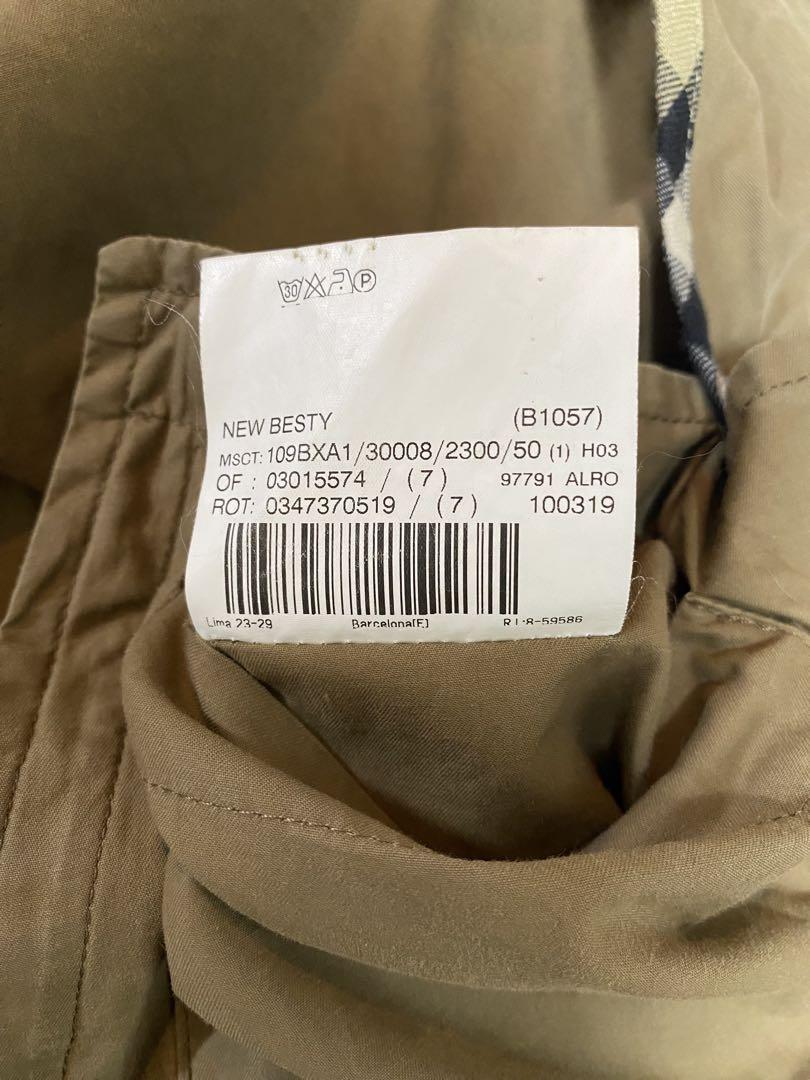 30 P
NEW BESTY (B1057)
MSCT: 109BXA1/30008/2300/50 (1) H03
OF : 03015574 / (7) 97791 ALRO
ROT: 0347370519 / (7) 100319
Lima 23-29 Barcelona(E) R I:8-59586